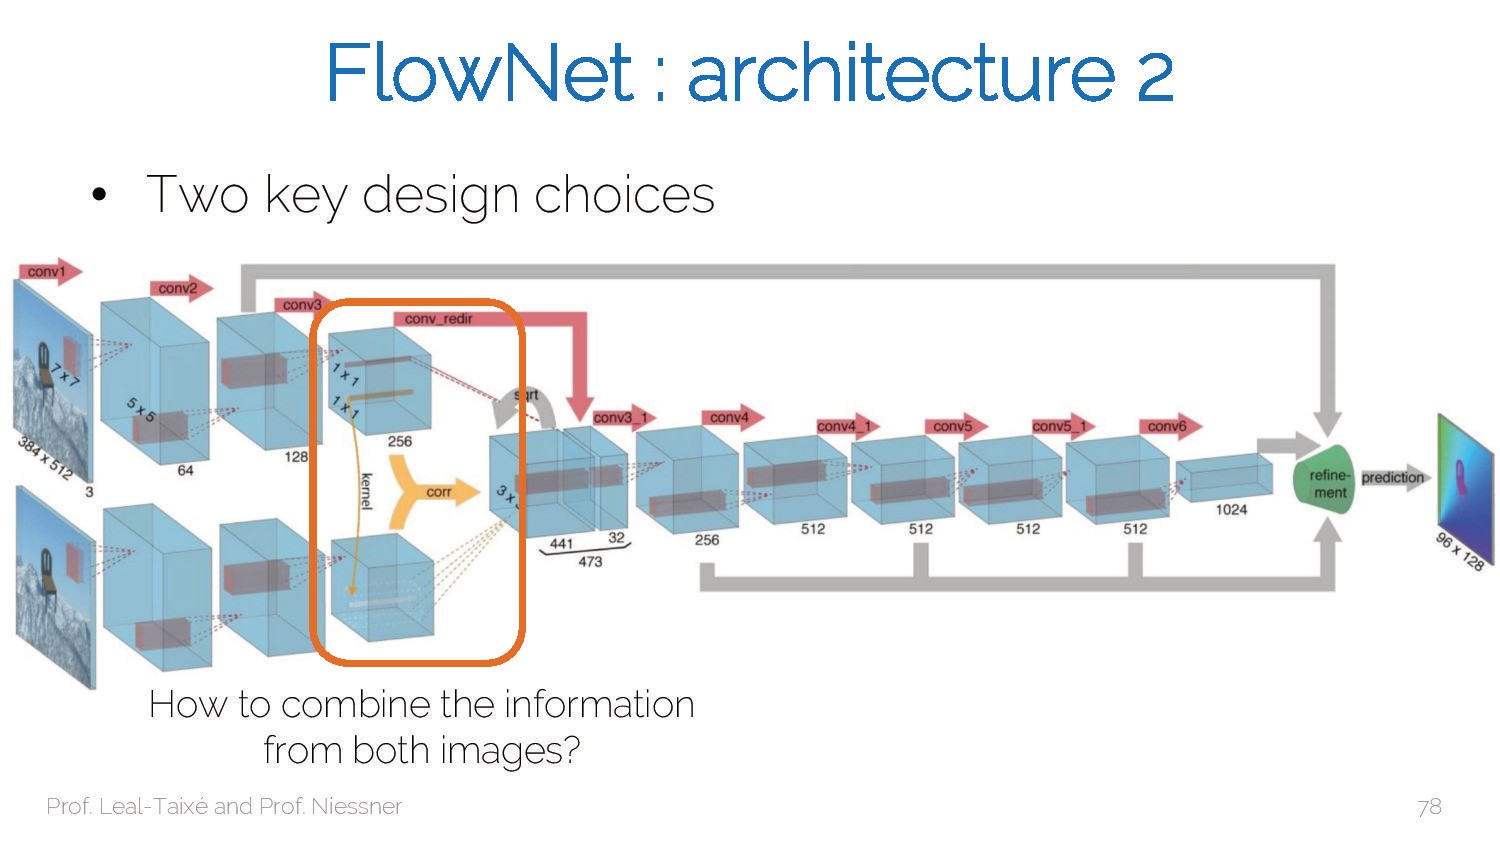 FlowNet : architecture 2
• Two key design choices
conv1
conv2
conv3
conv_redir
7 x 7
5 x 5
1 x 1
1 x 1
384 x 512
3
64
128
256
kernel
corr
sqrt
3 x
441
32
473
conv3_1
conv4
conv4_1
conv5
conv5_1
conv6
256
512
512
512
512
1024
refine-
ment
prediction
96 x 128
How to combine the information
from both images?
Prof. Leal-Taixé and Prof. Niessner
78